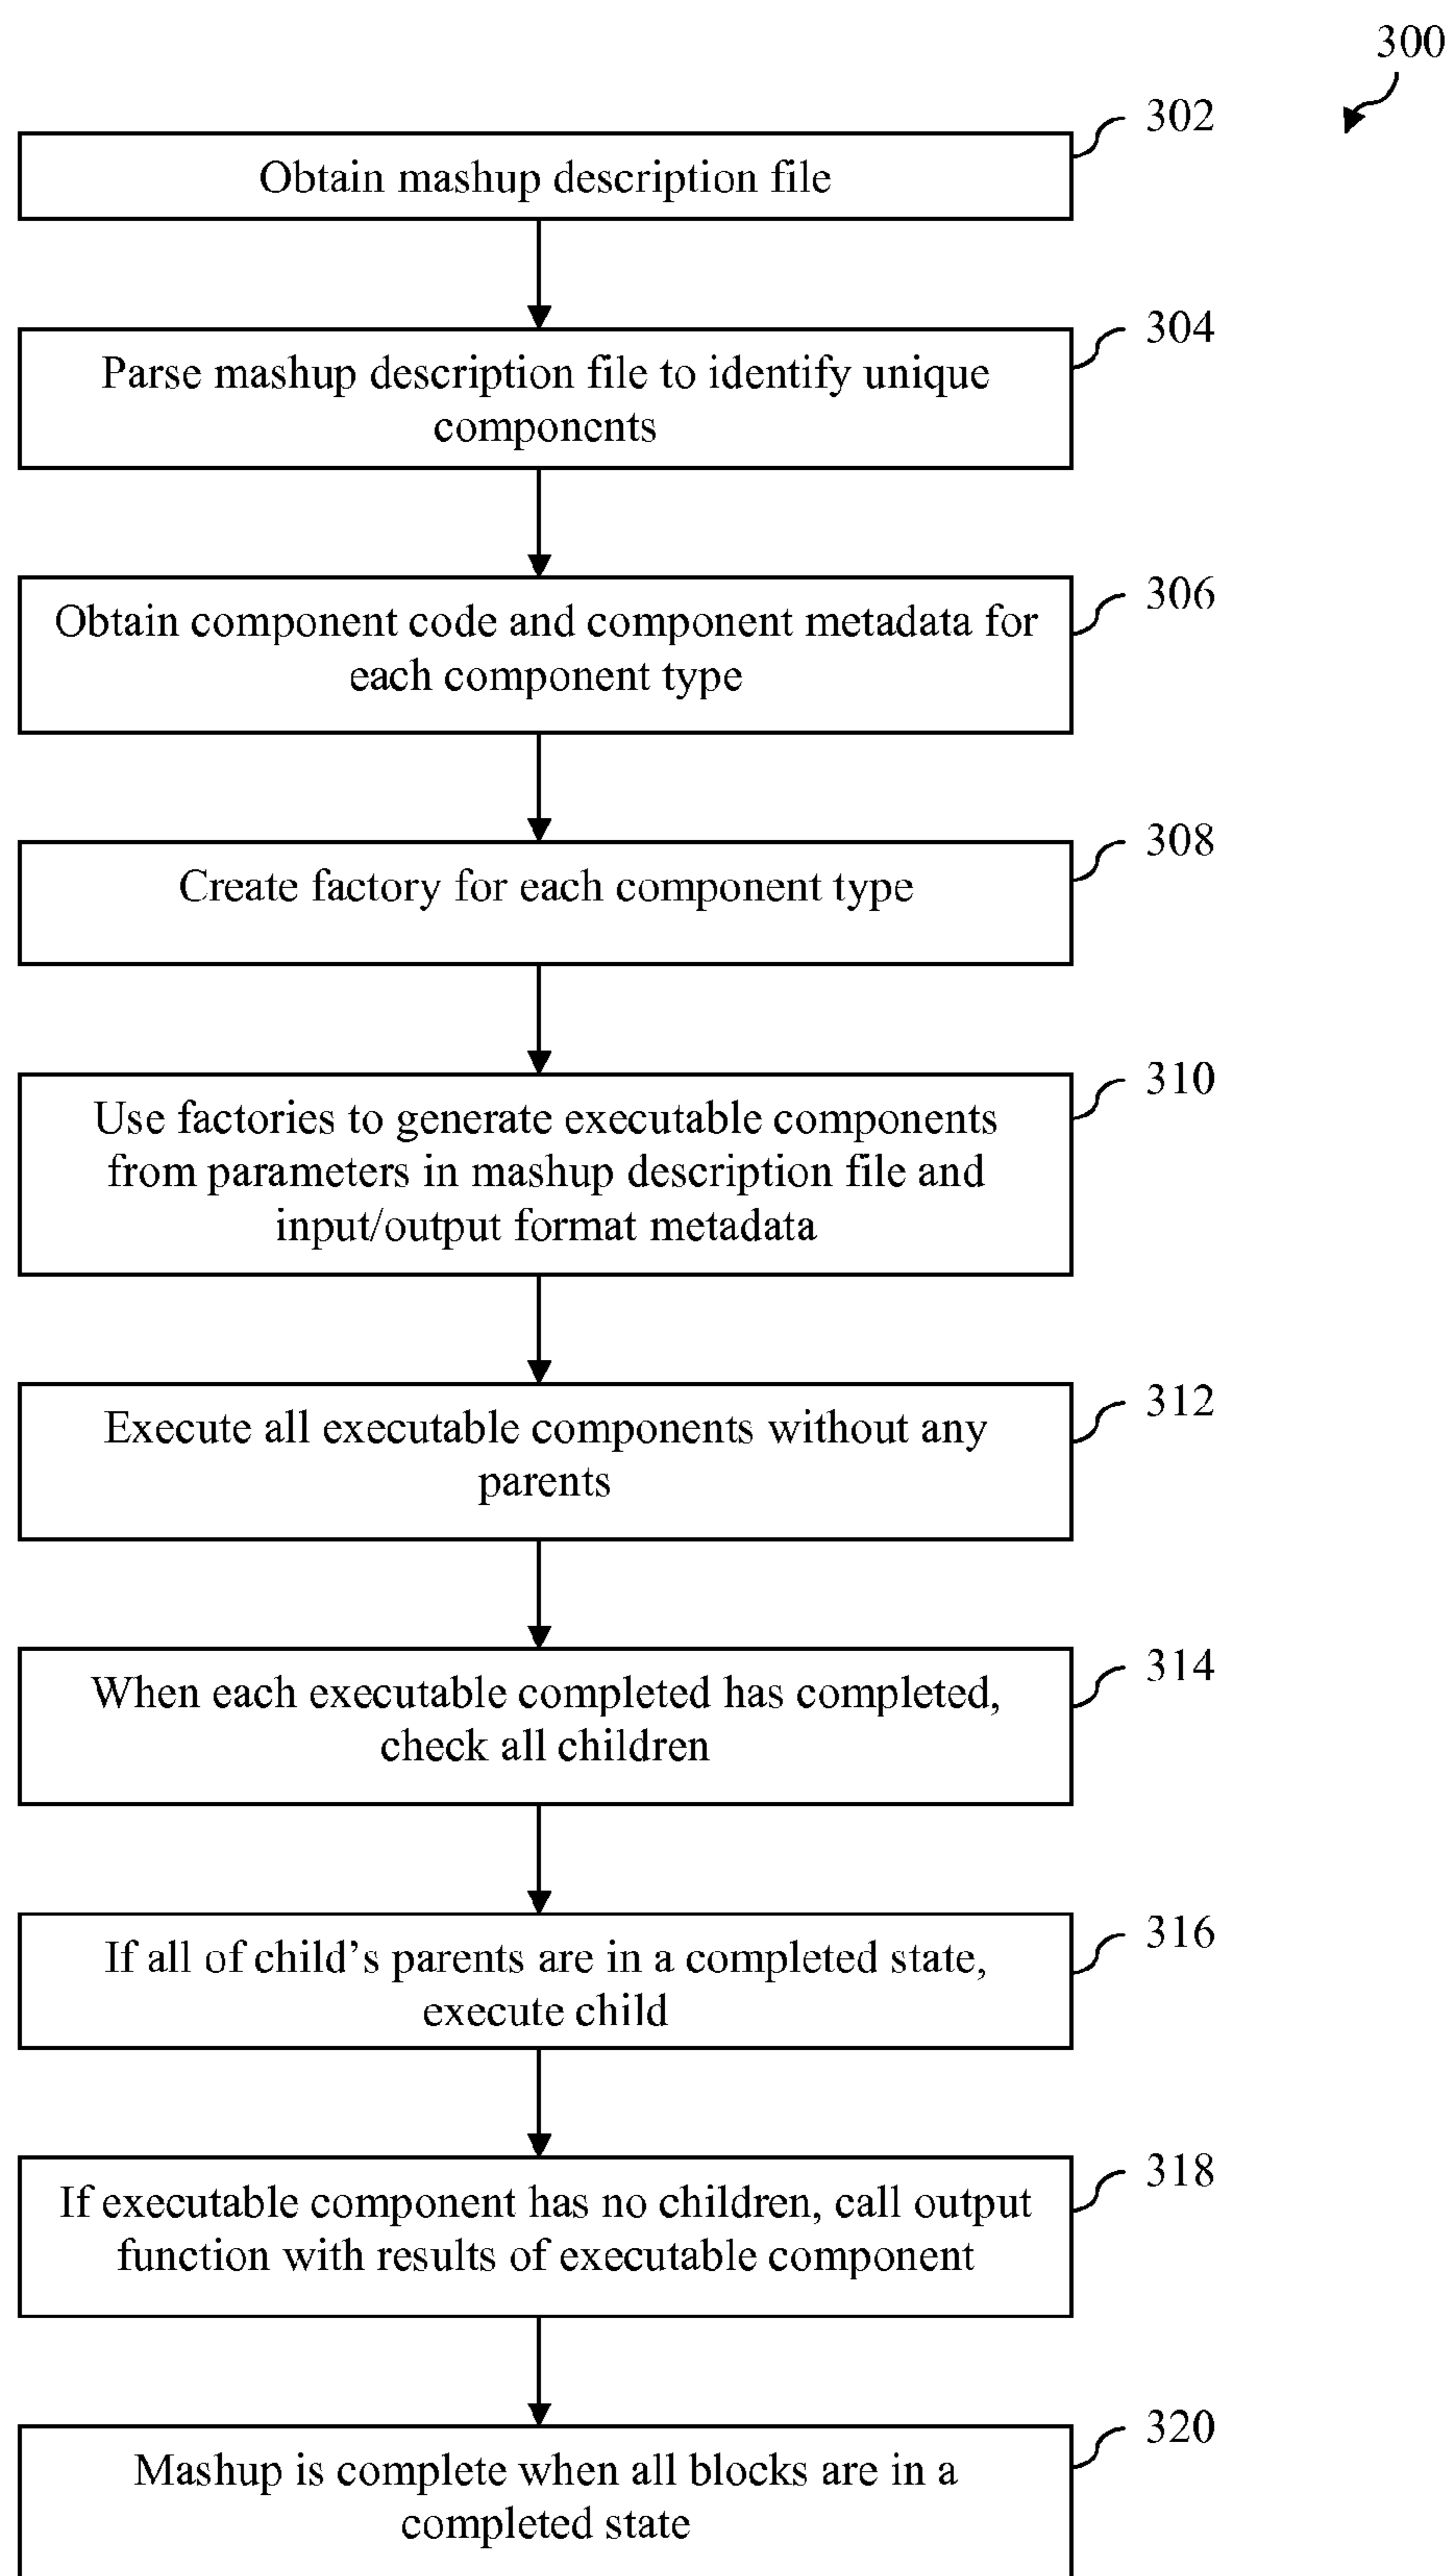 300
302
Obtain mashup description file
304
Parse mashup description file to identify unique
components
306
Obtain component code and component metadata for
each component type
308
Create factory for each component type
310
Use factories to generate executable components
from parameters in mashup description file and
input/output format metadata
312
Execute all executable components without any
parents
314
When each executable completed has completed,
check all children
316
If all of child’s parents are in a completed state,
execute child
318
If executable component has no children, call output
function with results of executable component
320
Mashup is complete when all blocks are in a
completed state